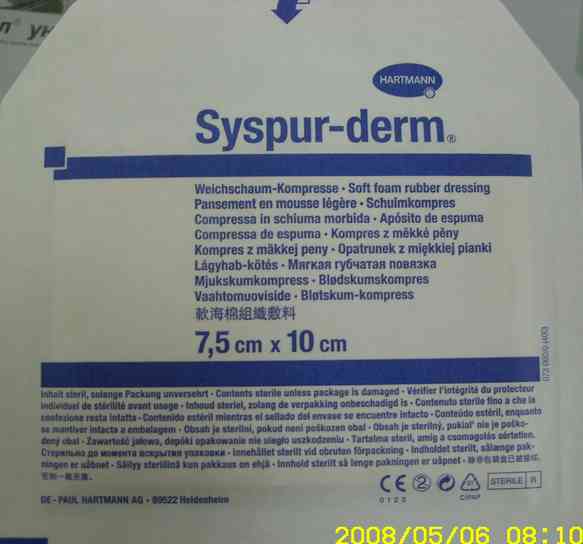 HARTMANN
Syspur-derm®
Weichschaum-Kompresse · Soft foam rubber dressing
Pansement en mousse légère · Schuimkompres
Compressa in schiuma morbida · Apósito de espuma
Compressa de espuma · Kompres z měkké pěny
Kompres z mäkkej peny · Opatrunek z miękkiej pianki
Lágyhab-kötés · Мягкая губчатая повязка
Mjukskumkompress · Blødskumskompres
Vaahtomuoviside · Bløtskum-kompress
軟海棉組織敷料
7,5 cm x 10 cm
Inhalt steril, solange Packung unversehrt · Contents sterile unless package is damaged · Vérifier l'intégrité du protecteur
individuel de stérilité avant usage · Inhoud steriel, zolang de verpakking onbeschadigd is · Contenuto sterile fino a che la
confezione resta intatta · Contenido estéril mientras el sellado del envase se encuentre intacto · Conteúdo estéril, enquanto
se mantiver intacta a embalagem · Obsah je sterilní, pokud není poškozen obal · Obsah je sterilný, pokiaľ nie je poško-
dený obal · Zawartość jałowa, dopóki opakowanie nie uległo uszkodzeniu · Tartalma steril, amíg a csomagolás sértetlen.
Стерильно до момента вскрытия упаковки · Innehållet sterilt vid obruten förpackning · Indholdet sterilt, sålænge pak-
ningen er uåbnet · Säilyy steriilinä kun pakkaus on ehjä · Innhold sterilt så lenge pakningen er uåpnet
CE
0123
2
C/PAP
STERILE R
DE - PAUL HARTMANN AG · 89522 Heidenheim
2008/05/06 08:10